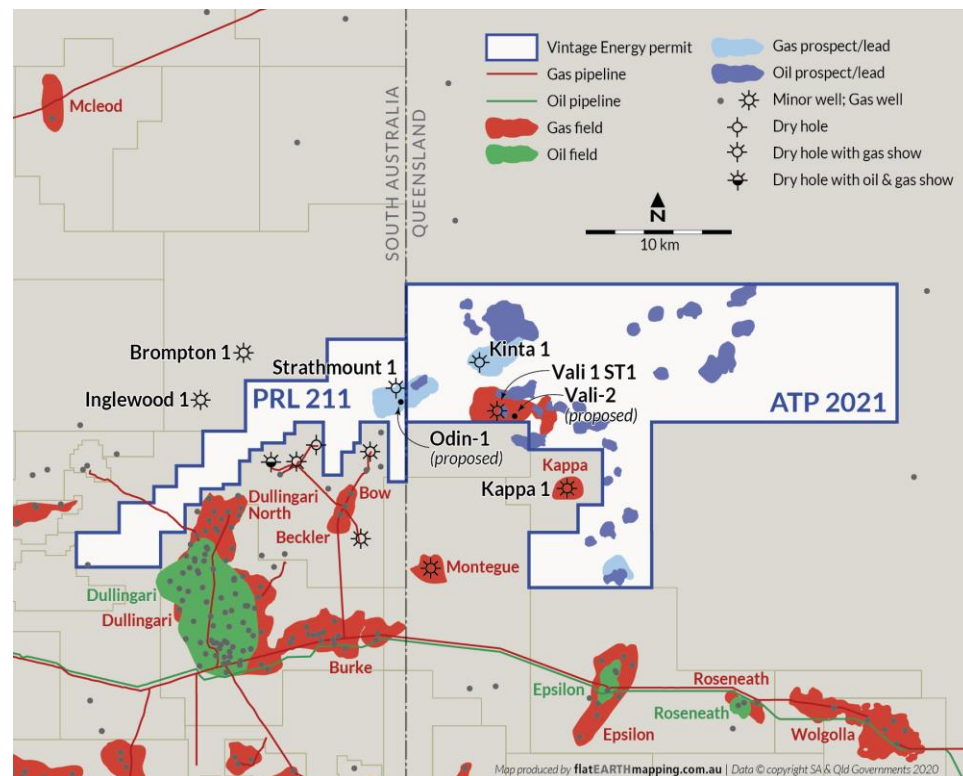 Vintage Energy permit
Gas pipeline
Oil pipeline
Gas field
Oil field
Gas prospect/lead
Oil prospect/lead
Minor well; Gas well
Dry hole
Dry hole with gas show
Dry hole with oil & gas show
N
10 km
SOUTH AUSTRALIA
QUEENSLAND
Mcleod
Brompton 1
Strathmount 1
Kinta 1
Inglewood 1
PRL 211
Vali 1 ST1
Vali-2
(proposed)
ATP 2021
Odin-1
(proposed)
Kappa
Kappa 1
Dullingari
North
Bow
Beckler
Montegue
Dullingari
Dullingari
Burke
Epsilon
Epsilon
Roseneath
Roseneath
Wolgolla
Map produced by flatEARTHmapping.com.au | Data © copyright SA & Qld Governments 2020